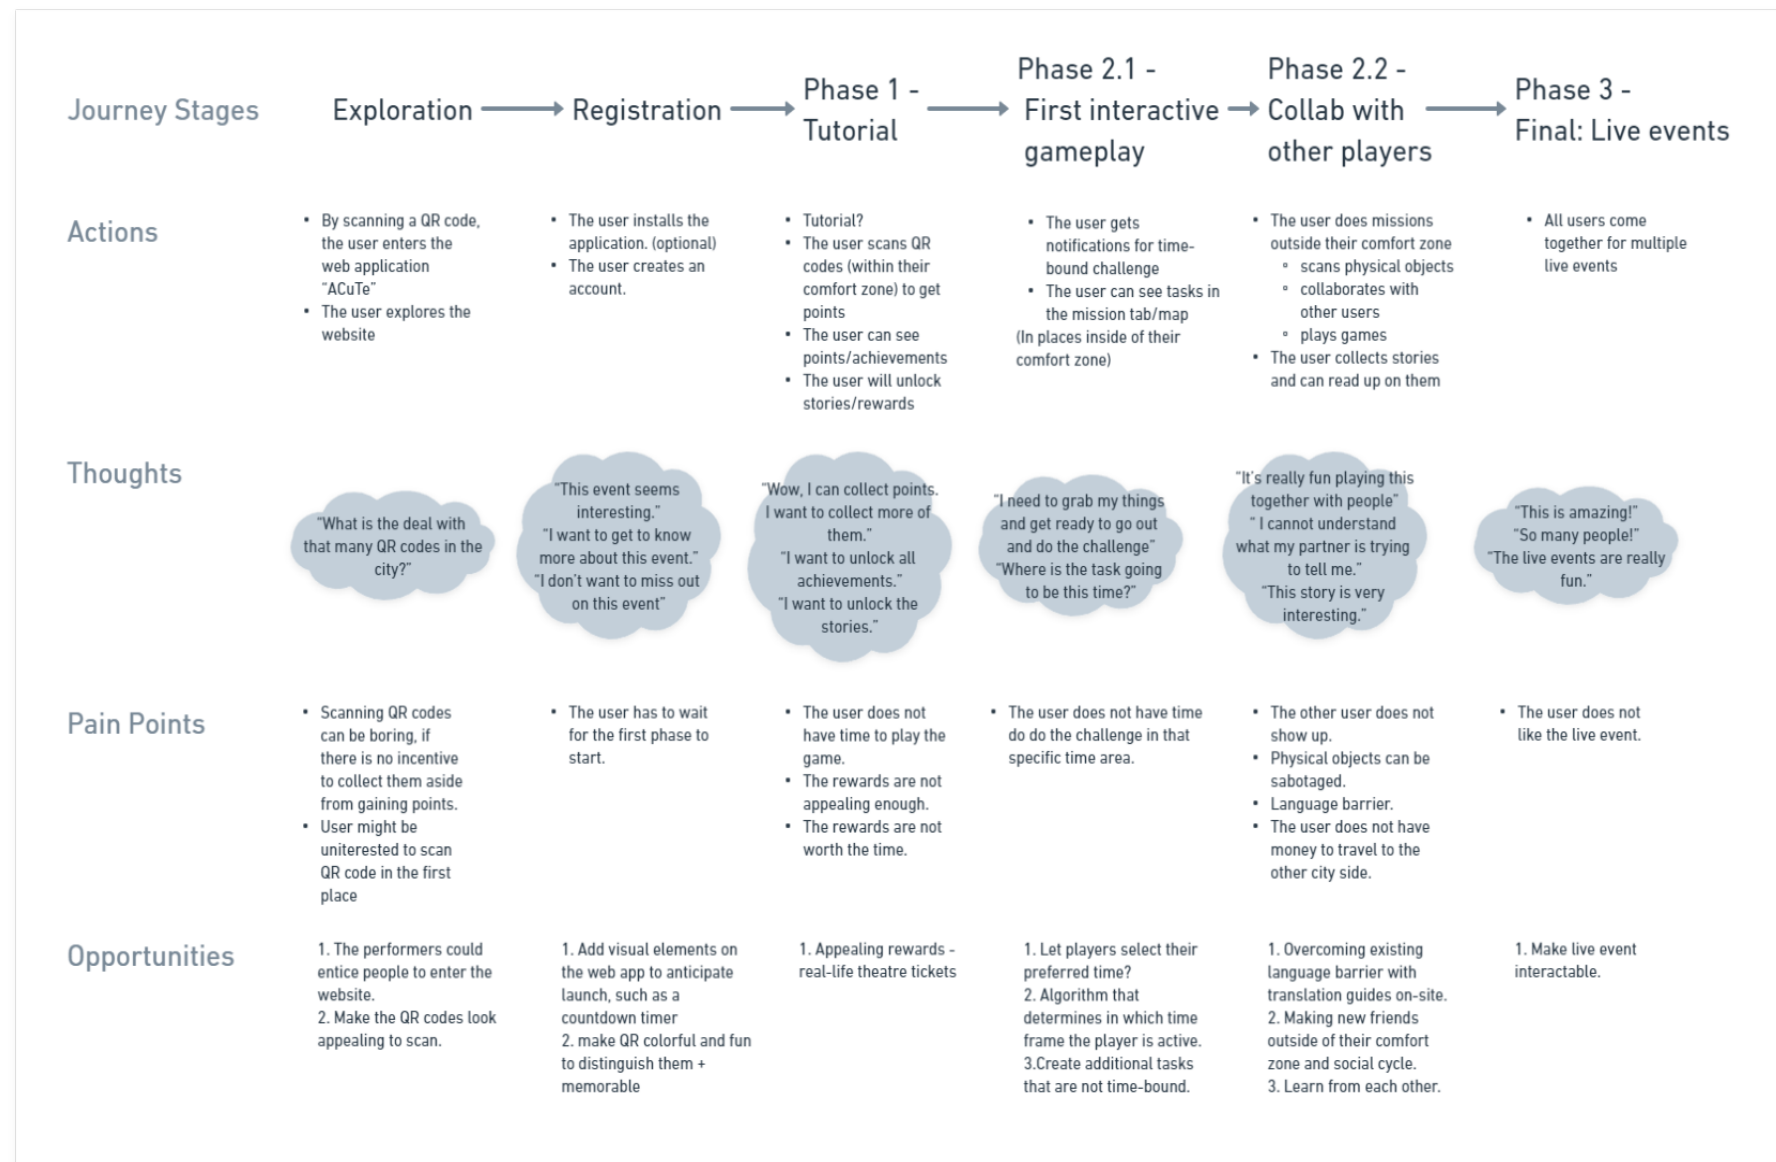 Journey Stages
Exploration
Registration
Phase 1 -
Tutorial
Phase 2.1 -
First interactive
gameplay
Phase 2.2 -
Collab with
other players
Phase 3 -
Final: Live events
Actions
• By scanning a QR code,
the user enters the
web application
"ACuTe"
• The user explores the
website
• The user installs the
application. (optional)
• The user creates an
account.
• Tutorial?
• The user scans QR
codes (within their
comfort zone) to get
points
• The user can see
points/achievements
• The user will unlock
stories/rewards
• The user gets
notifications for time-
bound challenge
• The user can see tasks in
the mission tab/map
(In places inside of their
comfort zone)
• The user does missions
outside their comfort zone
∘ scans physical objects
∘ collaborates with
other users
∘ plays games
• The user collects stories
and can read up on them
• All users come
together for multiple
live events
Thoughts
"What is the deal with
that many QR codes in the
city?"
"This event seems
interesting."
"I want to get to know
more about this event."
"I don't want to miss out
on this event"
"Wow, I can collect points.
I want to collect more of
them."
"I want to unlock all
achievements."
"I want to unlock the
stories."
"I need to grab my things
and get ready to go out
and do the challenge"
"Where is the task going
to be this time?"
"It's really fun playing this
together with people"
" I cannot understand
what my partner is trying
to tell me."
"This story is very
interesting."
"This is amazing!"
"So many people!"
"The live events are really
fun."
Pain Points
• Scanning QR codes
can be boring, if
there is no incentive
to collect them aside
from gaining points.
• User might be
uniterested to scan
QR code in the first
place
• The user has to wait
for the first phase to
start.
• The user does not
have time to play the
game.
• The rewards are not
appealing enough.
• The rewards are not
worth the time.
• The user does not have time
do do the challenge in that
specific time area.
• The other user does not
show up.
• Physical objects can be
sabotaged.
• Language barrier.
• The user does not have
money to travel to the
other city side.
• The user does not
like the live event.
Opportunities
1. The performers could
entice people to enter the
website.
2. Make the QR codes look
appealing to scan.
1. Add visual elements on
the web app to anticipate
launch, such as a
countdown timer
2. make QR colorful and fun
to distinguish them +
memorable
1. Appealing rewards -
real-life theatre tickets
1. Let players select their
preferred time?
2. Algorithm that
determines in which time
frame the player is active.
3.Create additional tasks
that are not time-bound.
1. Overcoming existing
language barrier with
translation guides on-site.
2. Making new friends
outside of their comfort
zone and social cycle.
3. Learn from each other.
1. Make live event
interactable.